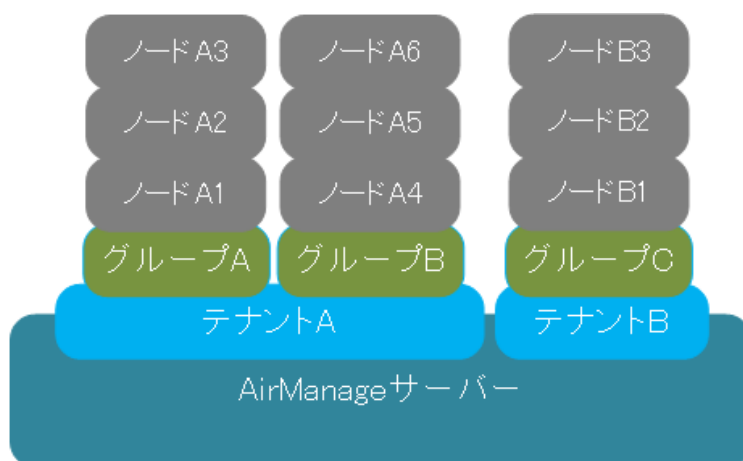 ノードA3 ノードA6 ノードB3
ノードA2 ノードA5 ノードB2
ノードA1 ノードA4 ノードB1
グループA グループB グループC
テナントA テナントB
AirManageサーバー